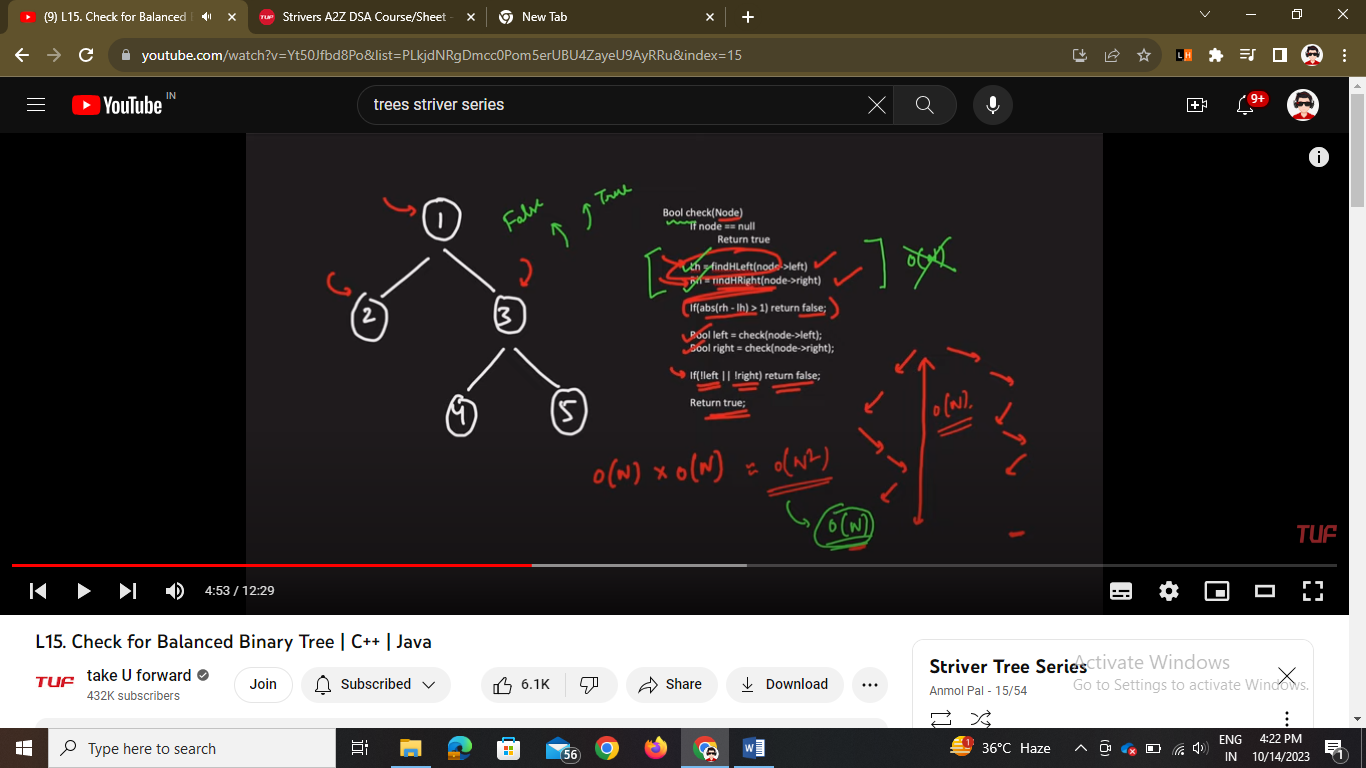 (9) L15. Check for Balanced
Strivers A2Z DSA Course/Sheet -
New Tab
youtube.com/watch?v=Yt50Jfbd8Po&list=PLkjdNRgDmcc0Pom5erUBU4ZayeU9AyRRu&index=15
YouTube IN
trees striver series
9+
1
2
3
4
5
False
True
Bool check(Node)
If node == null
Return true
Lh = findHLeft(node->left)
Rh = findHRight(node->right)
O(N)
If(abs(rh - lh) > 1) return false;
Bool left = check(node->left);
Bool right = check(node->right);
If(!left || !right) return false;
Return true;
O(N).
O(N) x O(N) = O(N²)
O(N)
TUF
4:53 / 12:29
L15. Check for Balanced Binary Tree | C++ | Java
TUF
take U forward
432K subscribers
Join
Subscribed
6.1K
Share
Download
Striver Tree Series
Anmol Pal - 15/54
Activate Windows
Go to Settings to activate Windows.
Type here to search
56
1
36°C Haze
ENG
IN
4:22 PM
10/14/2023
1